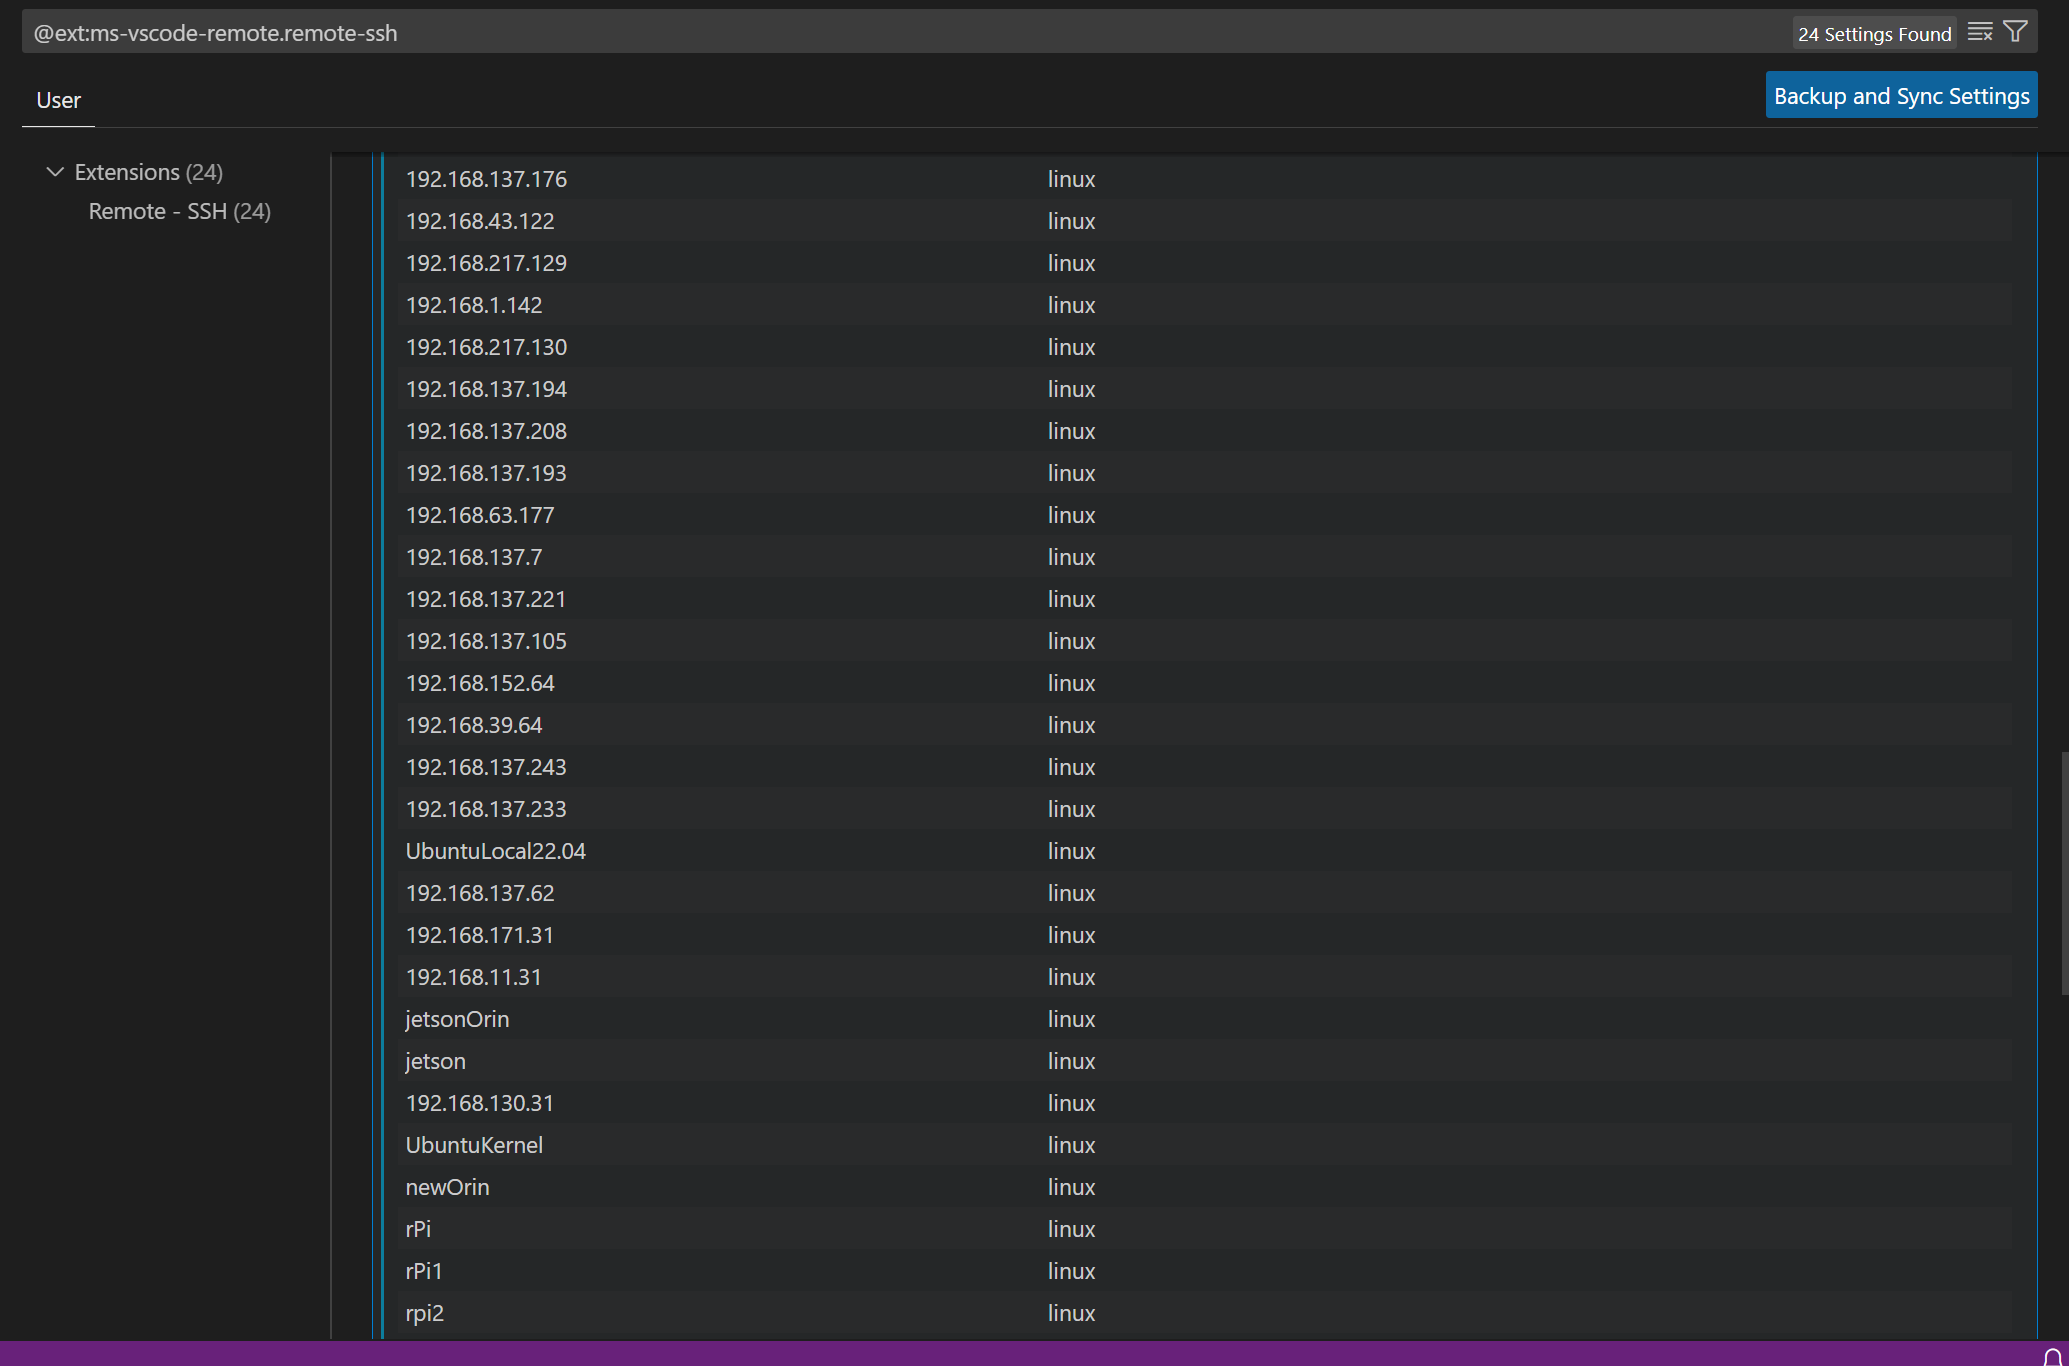 @ext:ms-vscode-remote.remote-ssh 24 Settings Found
User Backup and Sync Settings
Extensions (24)
Remote - SSH (24)
192.168.137.176 linux
192.168.43.122 linux
192.168.217.129 linux
192.168.1.142 linux
192.168.217.130 linux
192.168.137.194 linux
192.168.137.208 linux
192.168.137.193 linux
192.168.63.177 linux
192.168.137.7 linux
192.168.137.221 linux
192.168.137.105 linux
192.168.152.64 linux
192.168.39.64 linux
192.168.137.243 linux
192.168.137.233 linux
UbuntuLocal22.04 linux
192.168.137.62 linux
192.168.171.31 linux
192.168.11.31 linux
jetsonOrin linux
jetson linux
192.168.130.31 linux
UbuntuKernel linux
newOrin linux
rPi linux
rPi1 linux
rpi2 linux